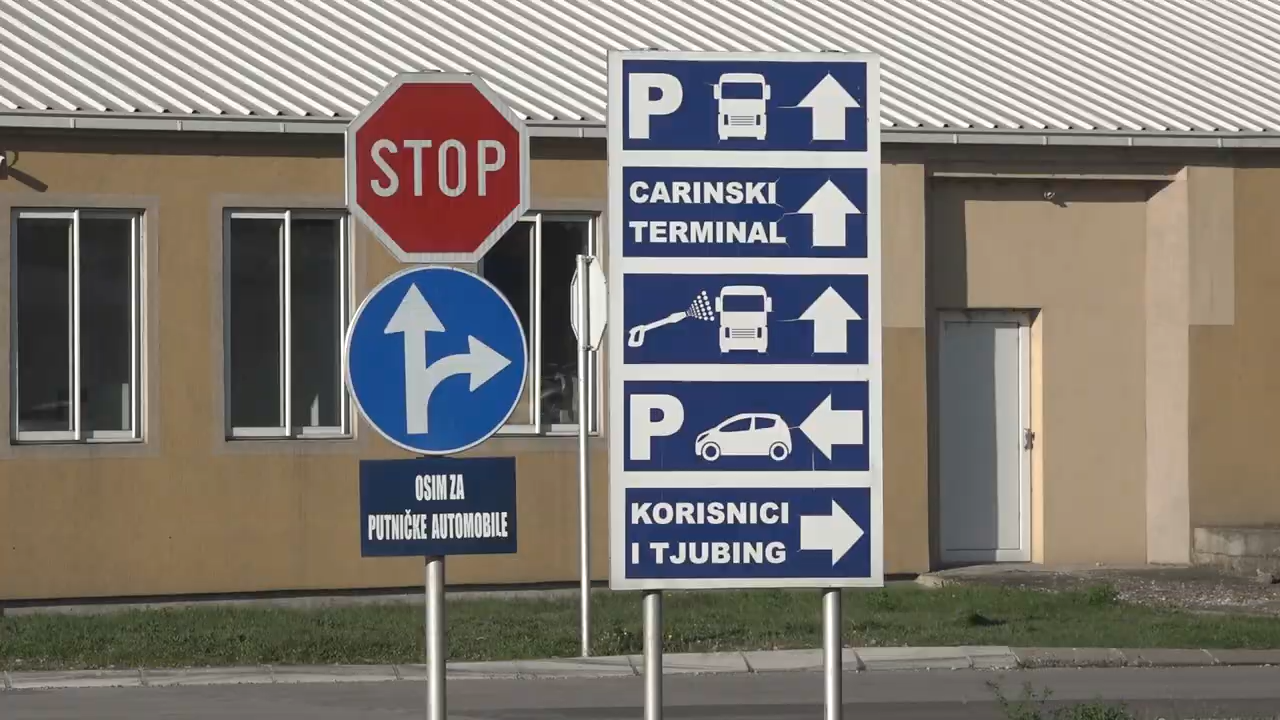 STOP
OSIM ZA
PUTNIČKE AUTOMOBILE
P
CARINSKI
TERMINAL
P
KORISNICI
I TJUBING